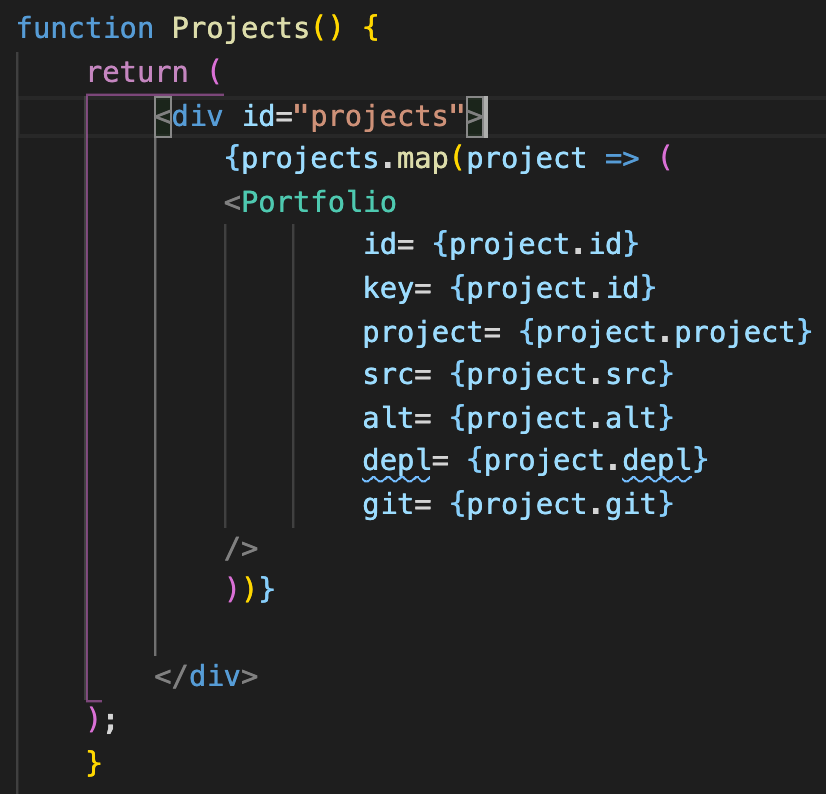 function Projects() {
return (
<div id="projects">
{projects.map(project => (
<Portfolio
id= {project.id}
key= {project.id}
project= {project.project}
src= {project.src}
alt= {project.alt}
depl= {project.depl}
git= {project.git}
/>
))}
</div>
);
}